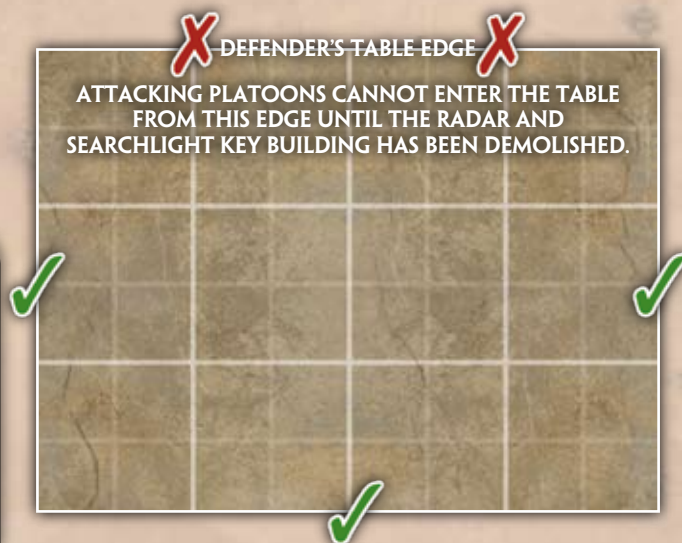 DEFENDER'S TABLE EDGE
ATTACKING PLATOONS CANNOT ENTER THE TABLE
FROM THIS EDGE UNTIL THE RADAR AND
SEARCHLIGHT KEY BUILDING HAS BEEN DEMOLISHED.